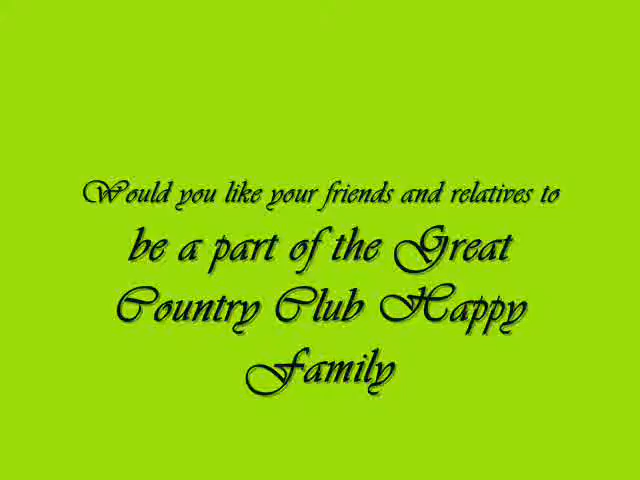 Would you like your friends and relatives to
be a part of the Great
Country Club Happy
Family